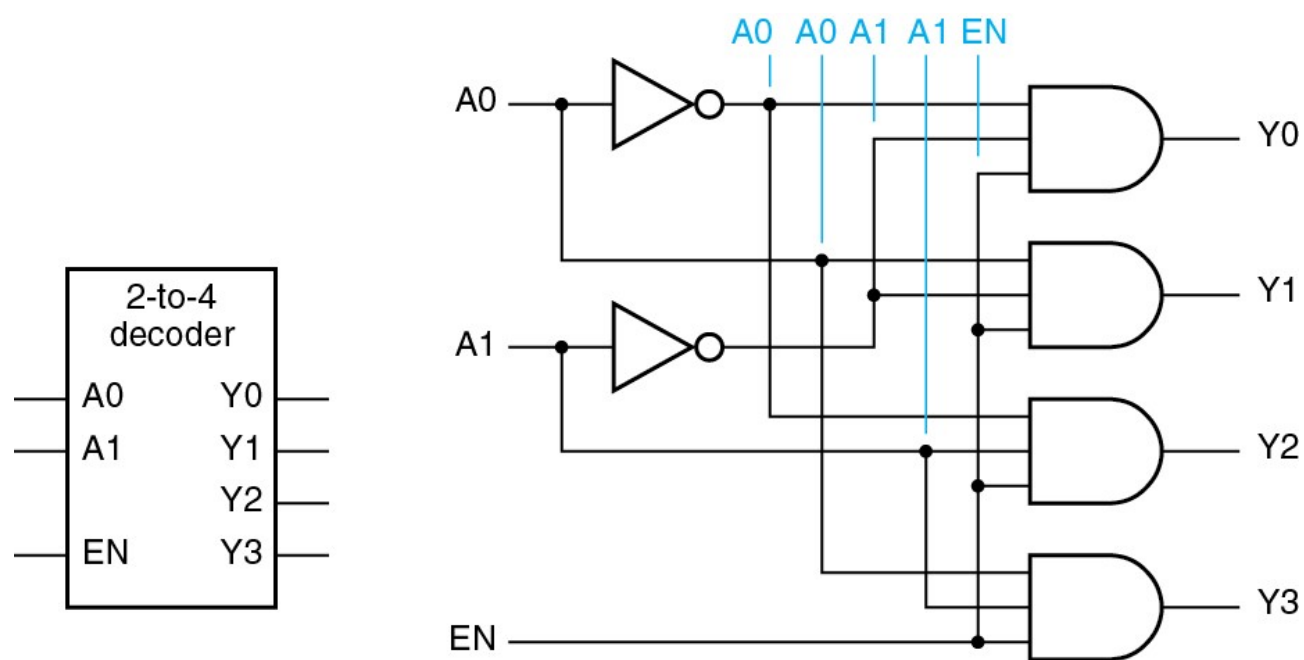 2-to-4
decoder
A0 Y0
A1 Y1
Y2
EN Y3
A0 A0 A1 A1 EN
A0
A1
EN
Y0
Y1
Y2
Y3